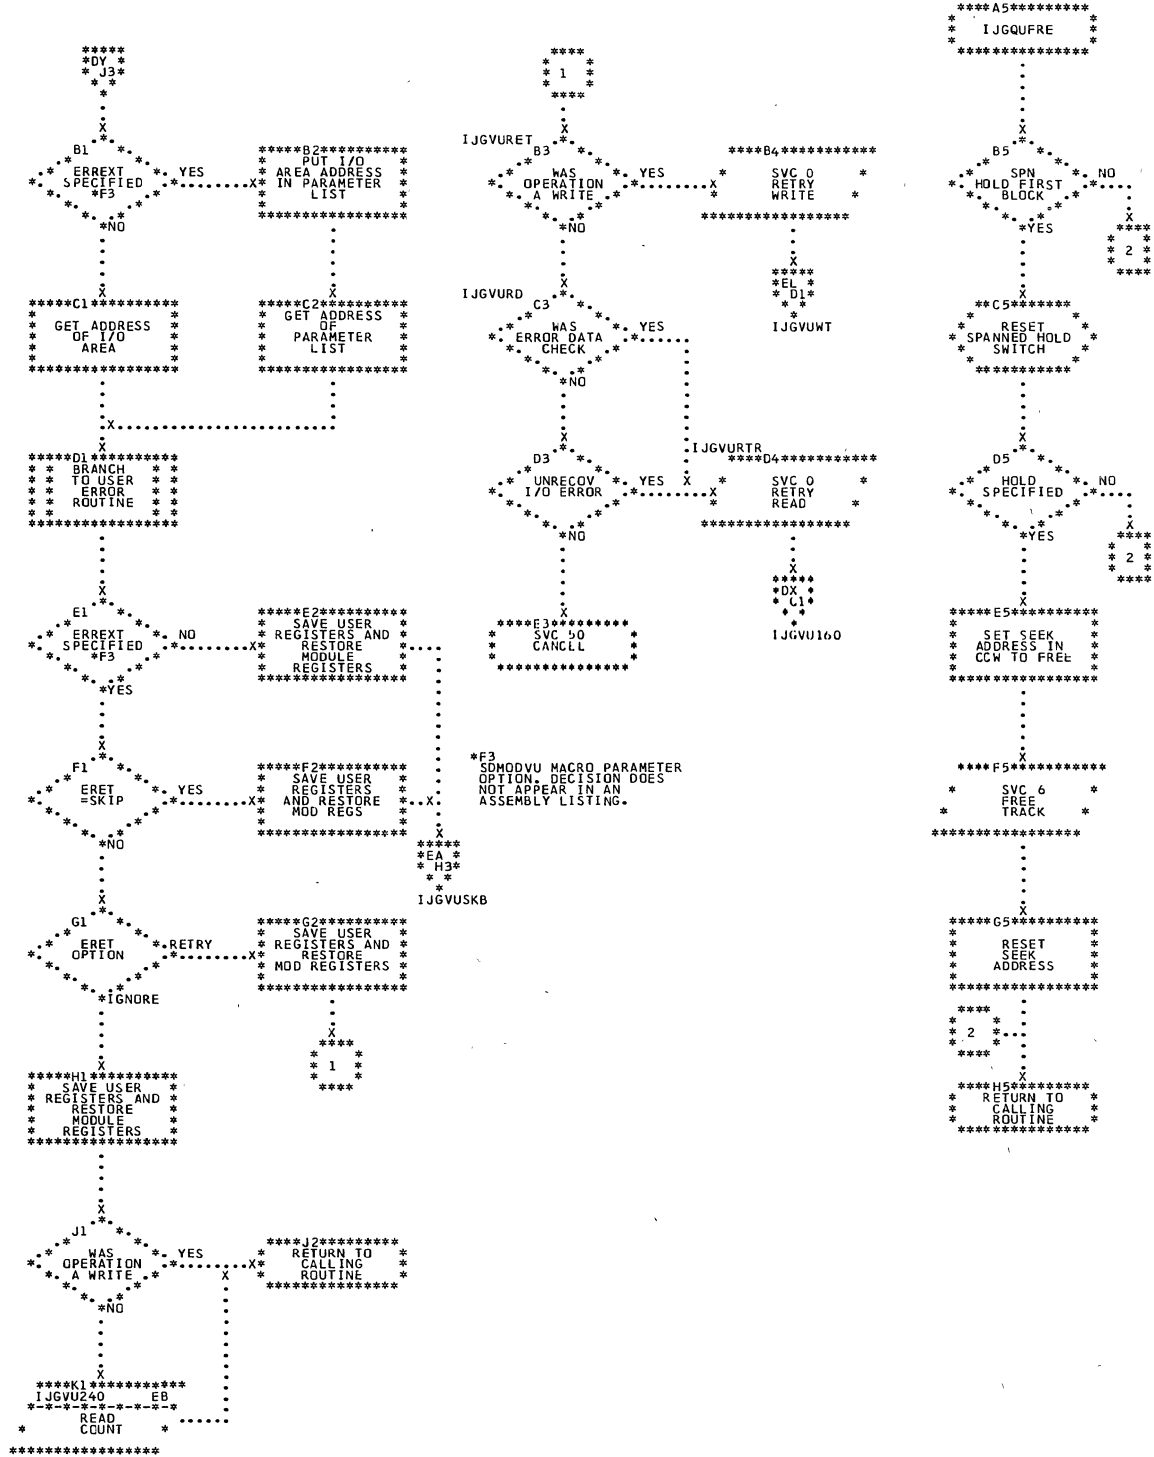 DY
J3
B1
ERREXT
SPECIFIED
*F3
YES
*NO
B2
PUT I/O
AREA ADDRESS
IN PARAMETER
LIST
C1
GET ADDRESS
OF I/O
AREA
C2
GET ADDRESS
OF
PARAMETER
LIST
D1
BRANCH
TO USER
ERROR
ROUTINE
E1
ERREXT
SPECIFIED
*F3
NO
*YES
E2
SAVE USER
REGISTERS AND
RESTORE
MODULE
REGISTERS
F1
ERET
=SKIP
YES
*NO
F2
SAVE USER
REGISTERS
AND RESTORE
MOD REGS
EA
H3
IJGVUSKB
G1
ERET
OPTION
RETRY
*IGNORE
G2
SAVE USER
REGISTERS AND
RESTORE
MOD REGISTERS
1
H1
SAVE USER
REGISTERS AND
RESTORE
MODULE
REGISTERS
J1
WAS
OPERATION
A WRITE
YES
*NO
J2
RETURN TO
CALLING
ROUTINE
K1
IJGVU240 EB
READ
COUNT
1
IJGVURET
B3
WAS
OPERATION
A WRITE
YES
*NO
B4
SVC 0
RETRY
WRITE
EL
D1
IJGVUWT
IJGVURD
C3
WAS
ERROR DATA
CHECK
YES
*NO
D3
UNRECOV
I/O ERROR
YES
*NO
IJGVURTR
D4
SVC 0
RETRY
READ
DX
C1
IJGVU160
E3
SVC 50
CANCEL
*F3
SDMODVU MACRO PARAMETER
OPTION. DECISION DOES
NOT APPEAR IN AN
ASSEMBLY LISTING.
A5
IJGQUFRE
B5
SPN
HOLD FIRST
BLOCK
NO
*YES
2
C5
RESET
SPANNED HOLD
SWITCH
D5
HOLD
SPECIFIED
NO
*YES
2
E5
SET SEEK
ADDRESS IN
CCW TO FREE
F5
SVC 6
FREE
TRACK
G5
RESET
SEEK
ADDRESS
2
H5
RETURN TO
CALLING
ROUTINE